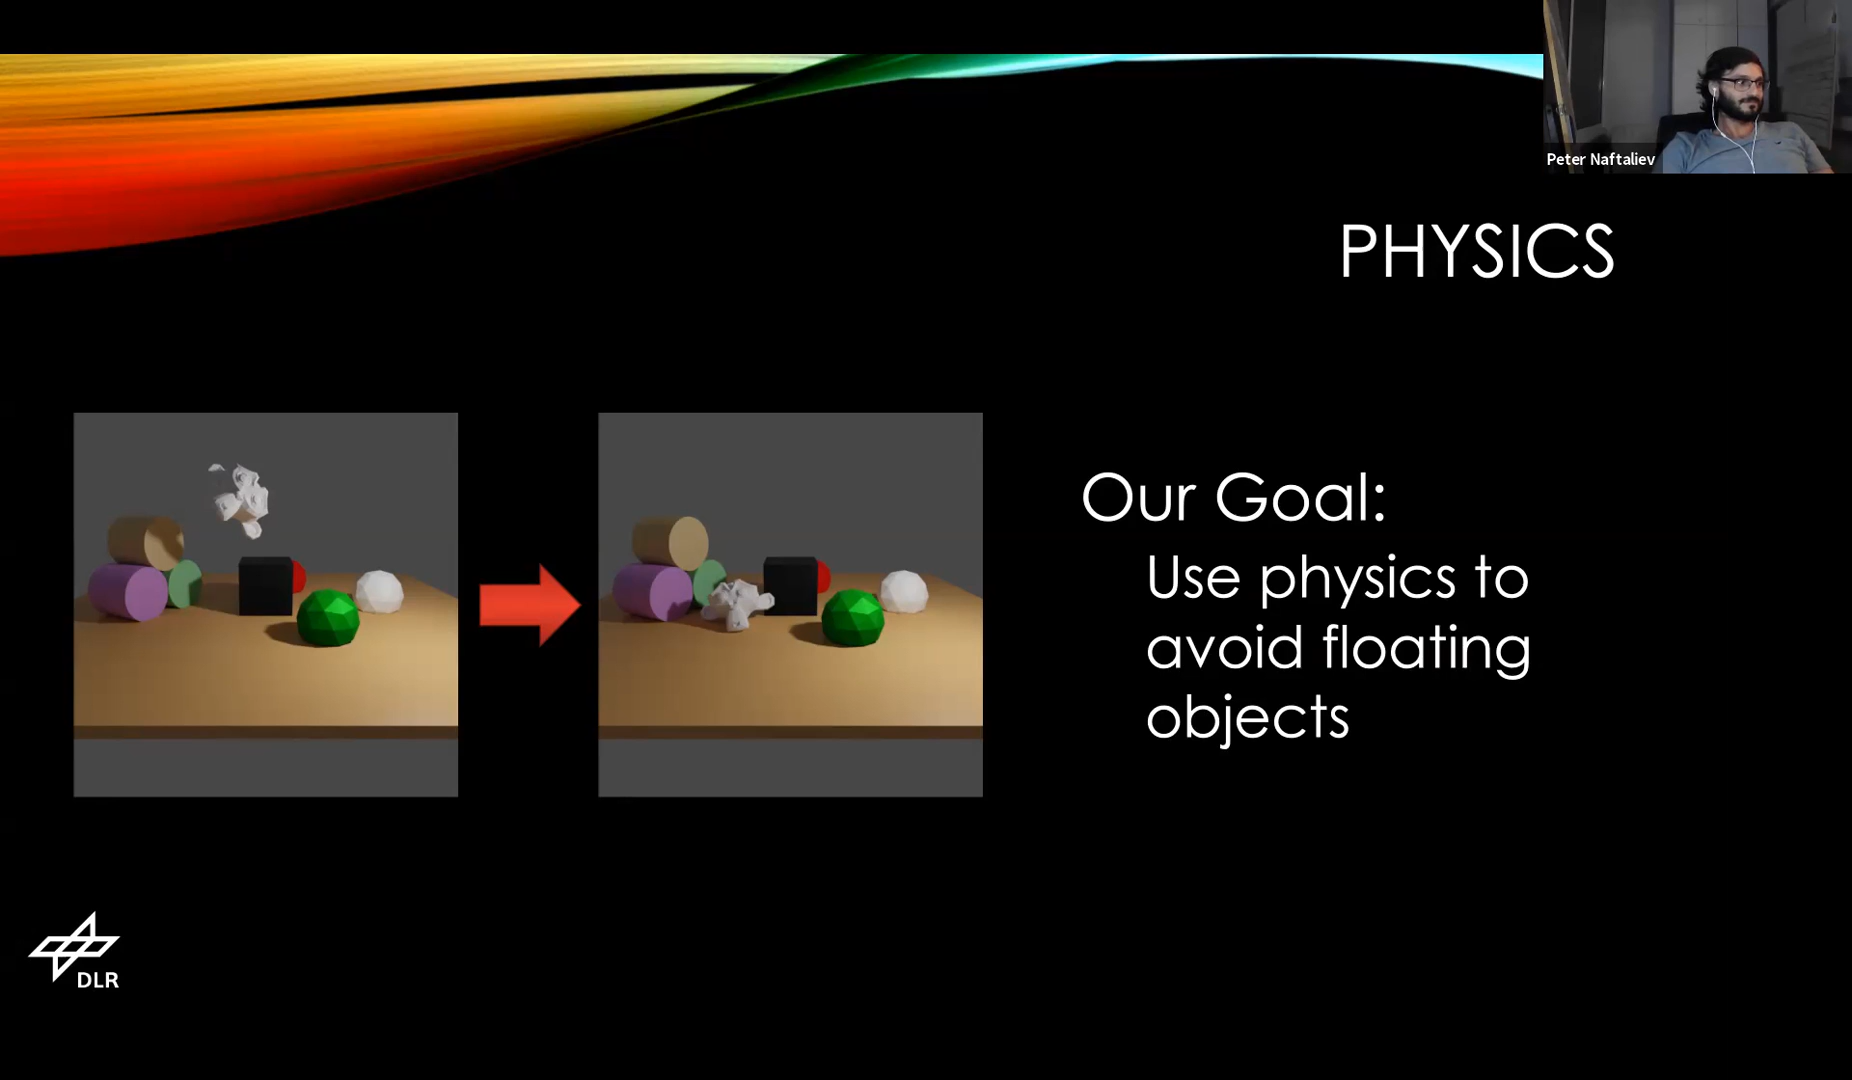 Peter Naftaliev
PHYSICS
Our Goal:
Use physics to
avoid floating
objects
DLR